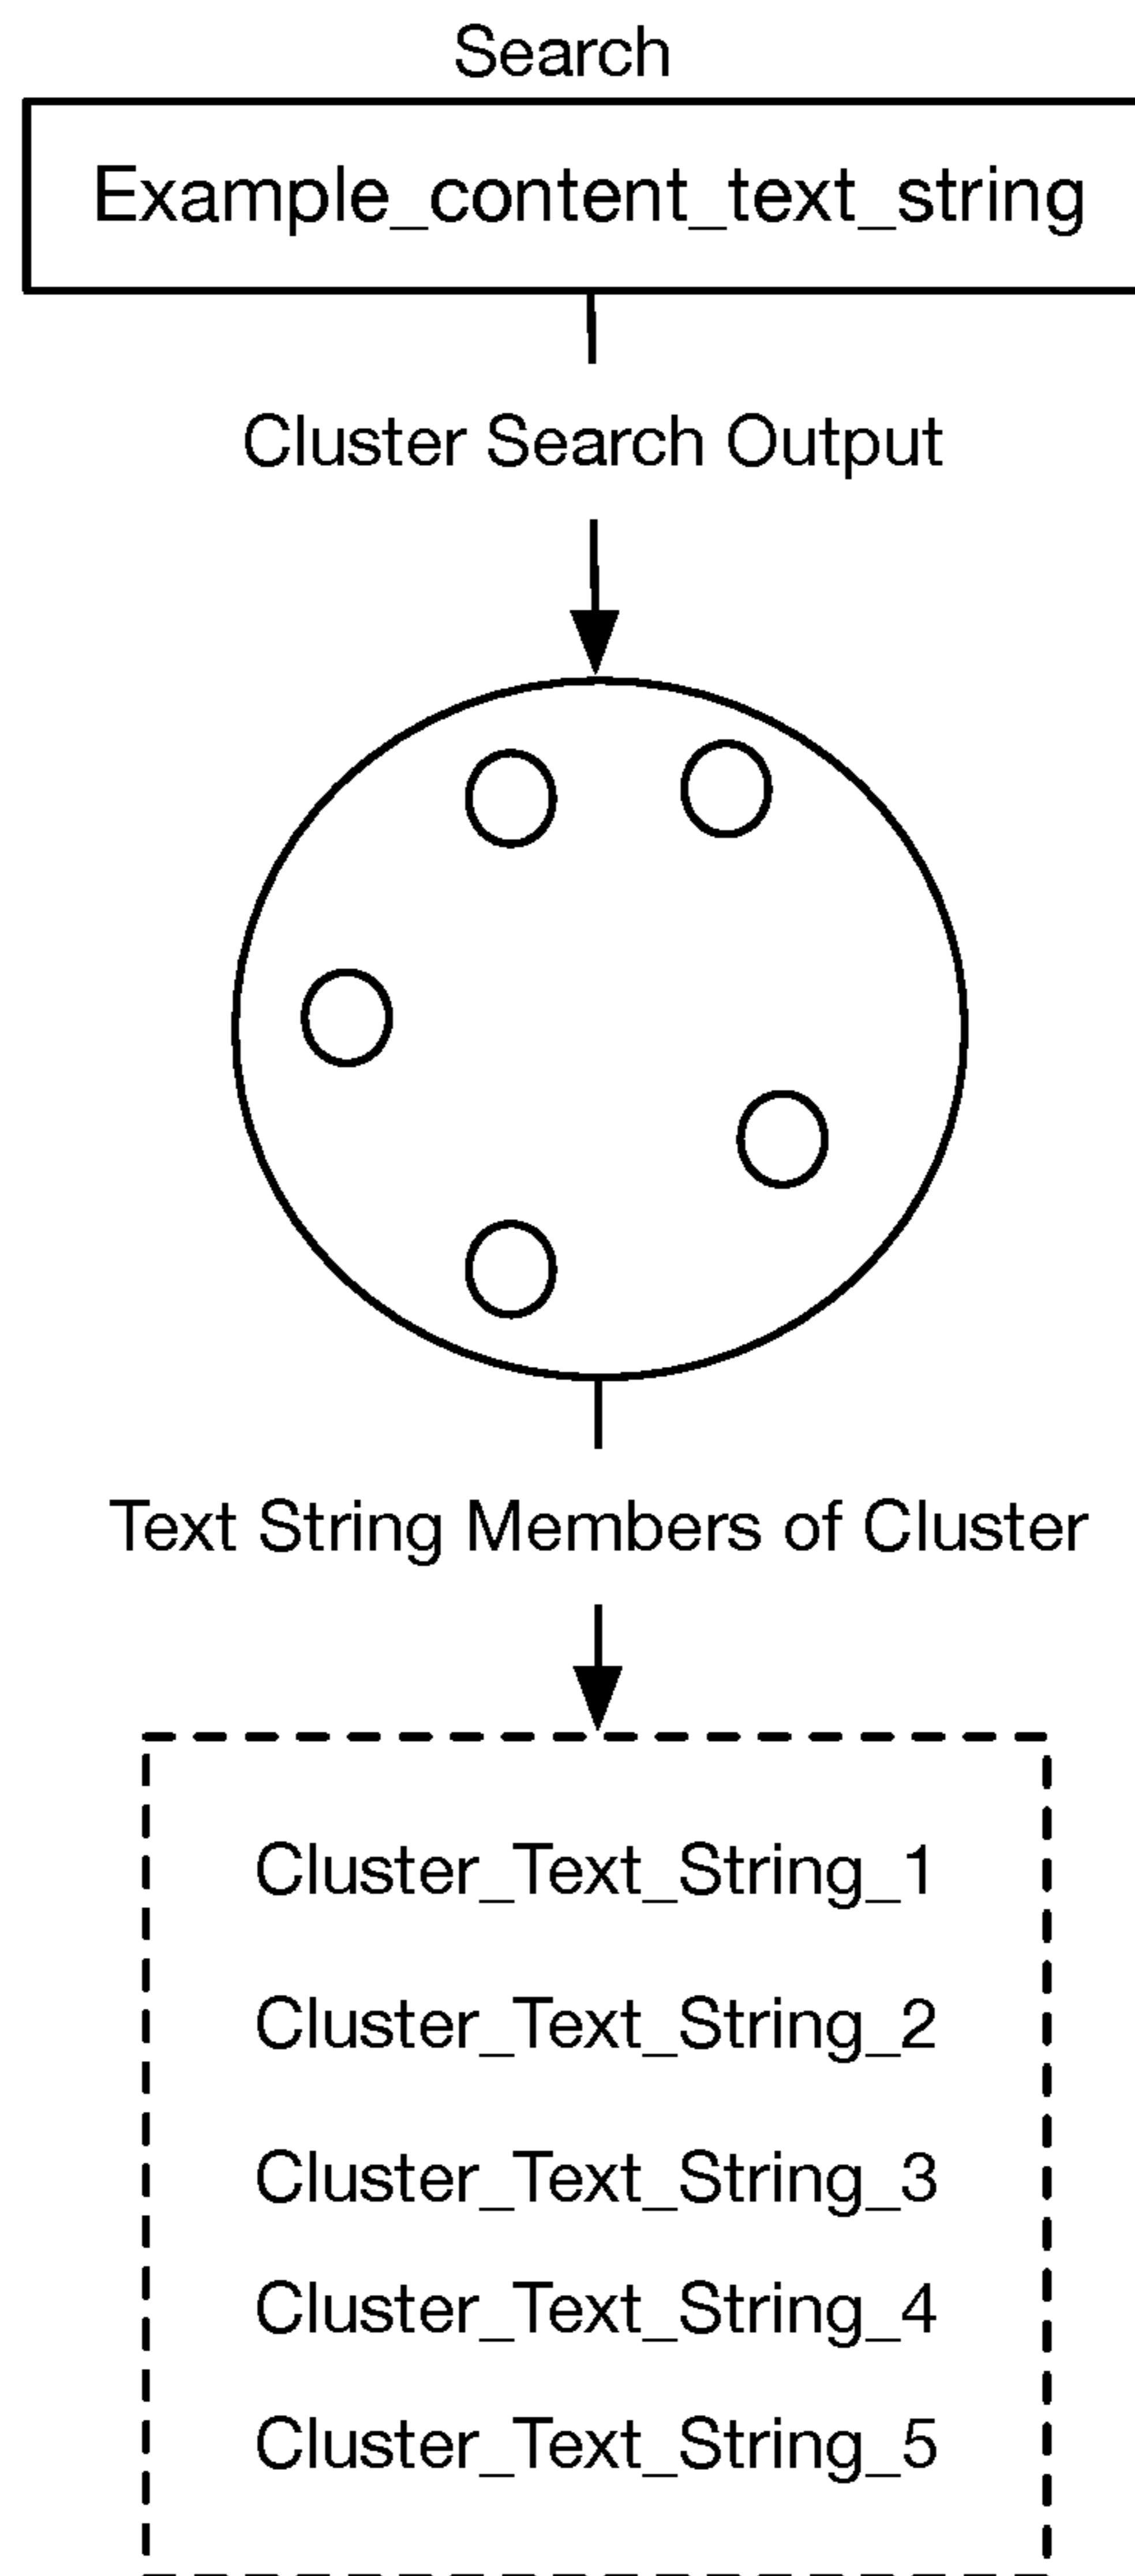 Search
Example_content_text_string
Cluster Search Output
Text String Members of Cluster
Cluster_Text_String_1
Cluster_Text_String_2
Cluster_Text_String_3
Cluster_Text_String_4
Cluster_Text_String_5